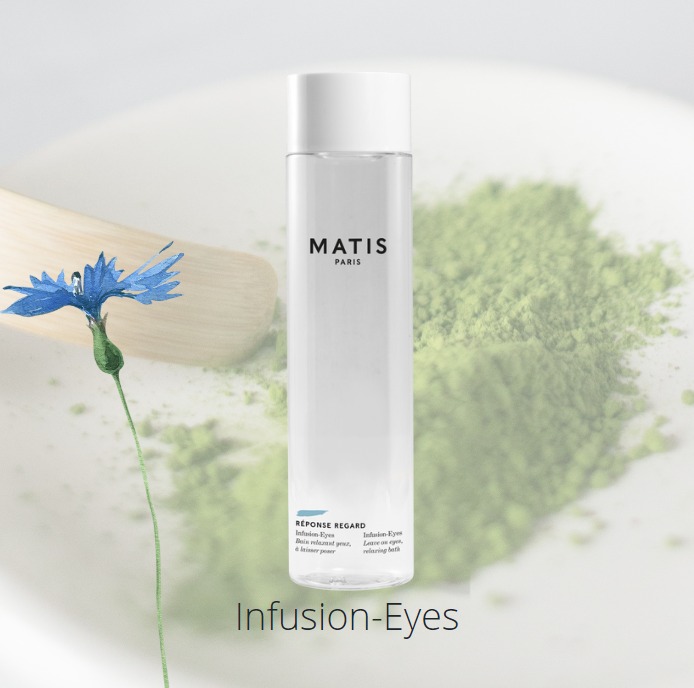 MATIS
PARIS
RÉPONSE REGARD
Infusion-Eyes
Bain relaxant yeux,
à laisser poser
Infusion-Eyes
Leave on eyes,
relaxing bath
Infusion-Eyes